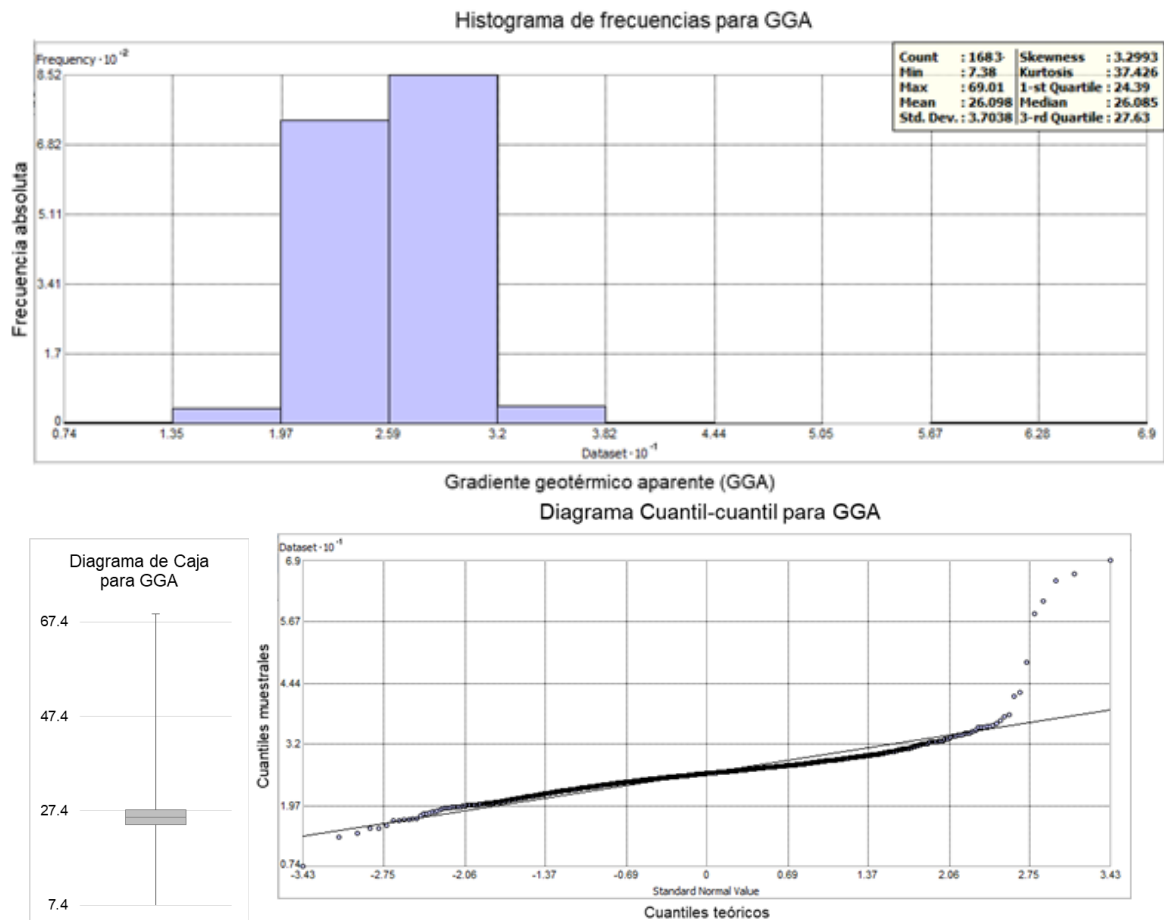 Histograma de frecuencias para GGA
Frequency · 10⁻²
Count : 1683 Skewness : 3.2993
Min : 7.38 Kurtosis : 37.426
Max : 69.01 1-st Quartile : 24.39
Mean : 26.098 Median : 26.085
Std. Dev. : 3.7038 3-rd Quartile : 27.63
8.52
6.82
5.11
3.41
1.7
0
Frecuencia absoluta
0.74 1.35 1.97 2.59 3.2 3.82 4.44 5.05 5.67 6.28 6.9
Dataset · 10⁻¹
Gradiente geotérmico aparente (GGA)
Diagrama de Caja
para GGA
67.4
47.4
27.4
7.4
Diagrama Cuantil-cuantil para GGA
Dataset · 10⁻¹
6.9
5.67
4.44
3.2
1.97
0.74
Cuantiles muestrales
-3.43 -2.75 -2.06 -1.37 -0.69 0 0.69 1.37 2.06 2.75 3.43
Standard Normal Value
Cuantiles teóricos